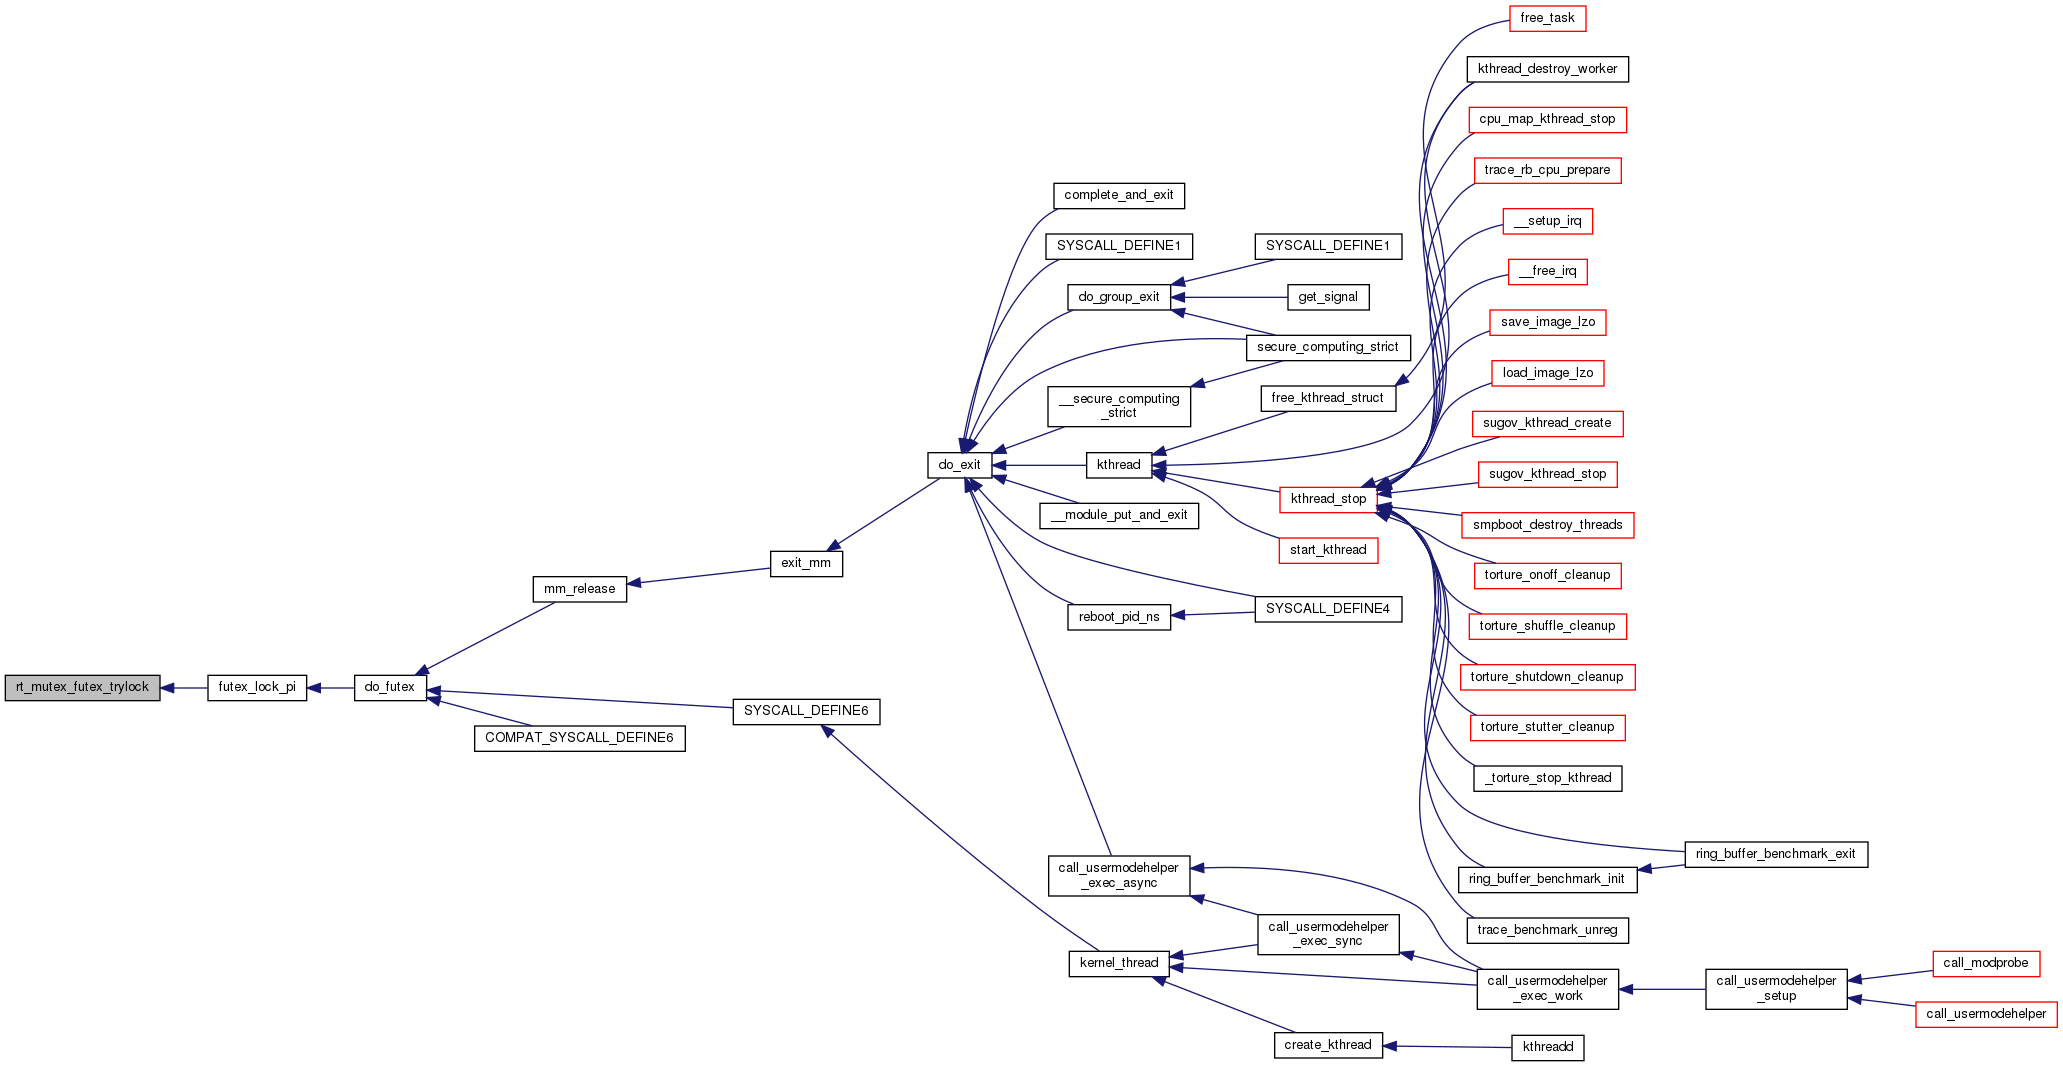 free_task
kthread_destroy_worker
cpu_map_kthread_stop
trace_rb_cpu_prepare
complete_and_exit
__setup_irq
SYSCALL_DEFINE1
SYSCALL_DEFINE1
__free_irq
do_group_exit
get_signal
save_image_lzo
secure_computing_strict
load_image_lzo
__secure_computing
_strict
free_kthread_struct
sugov_kthread_create
do_exit
kthread
sugov_kthread_stop
kthread_stop
__module_put_and_exit
smpboot_destroy_threads
start_kthread
exit_mm
torture_onoff_cleanup
mm_release
SYSCALL_DEFINE4
reboot_pid_ns
torture_shuffle_cleanup
torture_shutdown_cleanup
rt_mutex_futex_trylock
futex_lock_pi
do_futex
SYSCALL_DEFINE6
torture_stutter_cleanup
COMPAT_SYSCALL_DEFINE6
_torture_stop_kthread
ring_buffer_benchmark_exit
call_usermodehelper
_exec_async
ring_buffer_benchmark_init
trace_benchmark_unreg
call_usermodehelper
_exec_sync
kernel_thread
call_modprobe
call_usermodehelper
_exec_work
call_usermodehelper
_setup
call_usermodehelper
create_kthread
kthreadd